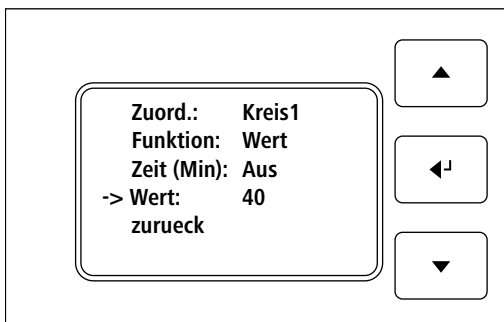 Zuord.: Kreis1
Funktion: Wert
Zeit (Min): Aus
-> Wert: 40
zurueck